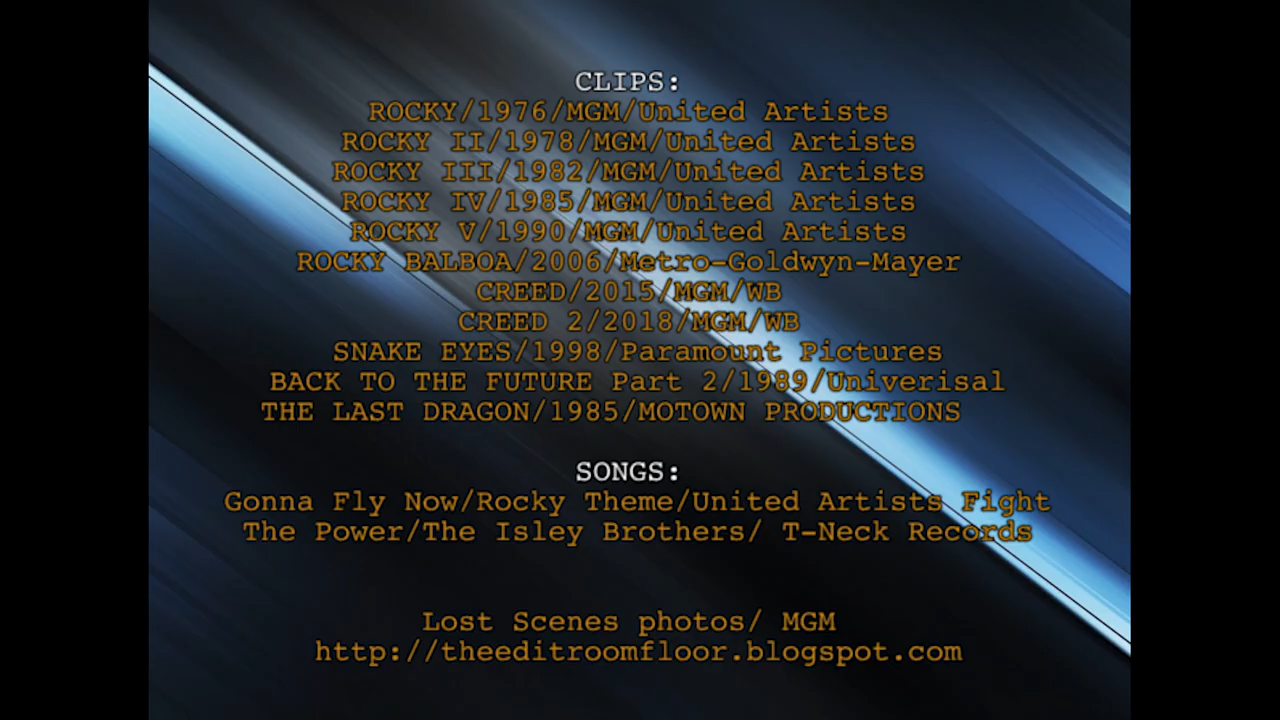 CLIPS:
ROCKY/1976/MGM/United Artists
ROCKY II/1978/MGM/United Artists
ROCKY III/1982/MGM/United Artists
ROCKY IV/1985/MGM/United Artists
ROCKY V/1990/MGM/United Artists
ROCKY BALBOA/2006/Metro-Goldwyn-Mayer
CREED/2015/MGM/WB
CREED 2/2018/MGM/WB
SNAKE EYES/1998/Paramount Pictures
BACK TO THE FUTURE Part 2/1989/Univerisal
THE LAST DRAGON/1985/MOTOWN PRODUCTIONS
SONGS:
Gonna Fly Now/Rocky Theme/United Artists Fight
The Power/The Isley Brothers/ T-Neck Records
Lost Scenes photos/ MGM
http://theeditroomfloor.blogspot.com